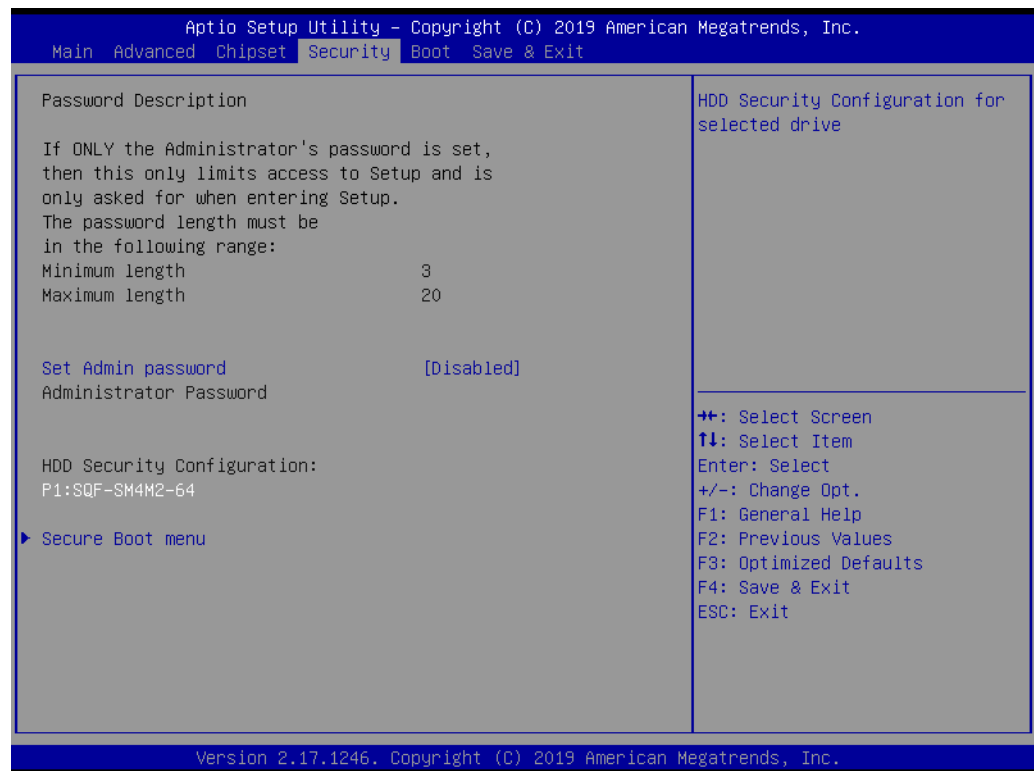 Aptio Setup Utility – Copyright (C) 2019 American Megatrends, Inc.
Main Advanced Chipset Security Boot Save & Exit
Password Description
If ONLY the Administrator's password is set,
then this only limits access to Setup and is
only asked for when entering Setup.
The password length must be
in the following range:
Minimum length 3
Maximum length 20
Set Admin password [Disabled]
Administrator Password
HDD Security Configuration:
P1:SQF-SM4M2-64
Secure Boot menu
HDD Security Configuration for
selected drive
→←: Select Screen
↑↓: Select Item
Enter: Select
+/-: Change Opt.
F1: General Help
F2: Previous Values
F3: Optimized Defaults
F4: Save & Exit
ESC: Exit
Version 2.17.1246. Copyright (C) 2019 American Megatrends, Inc.